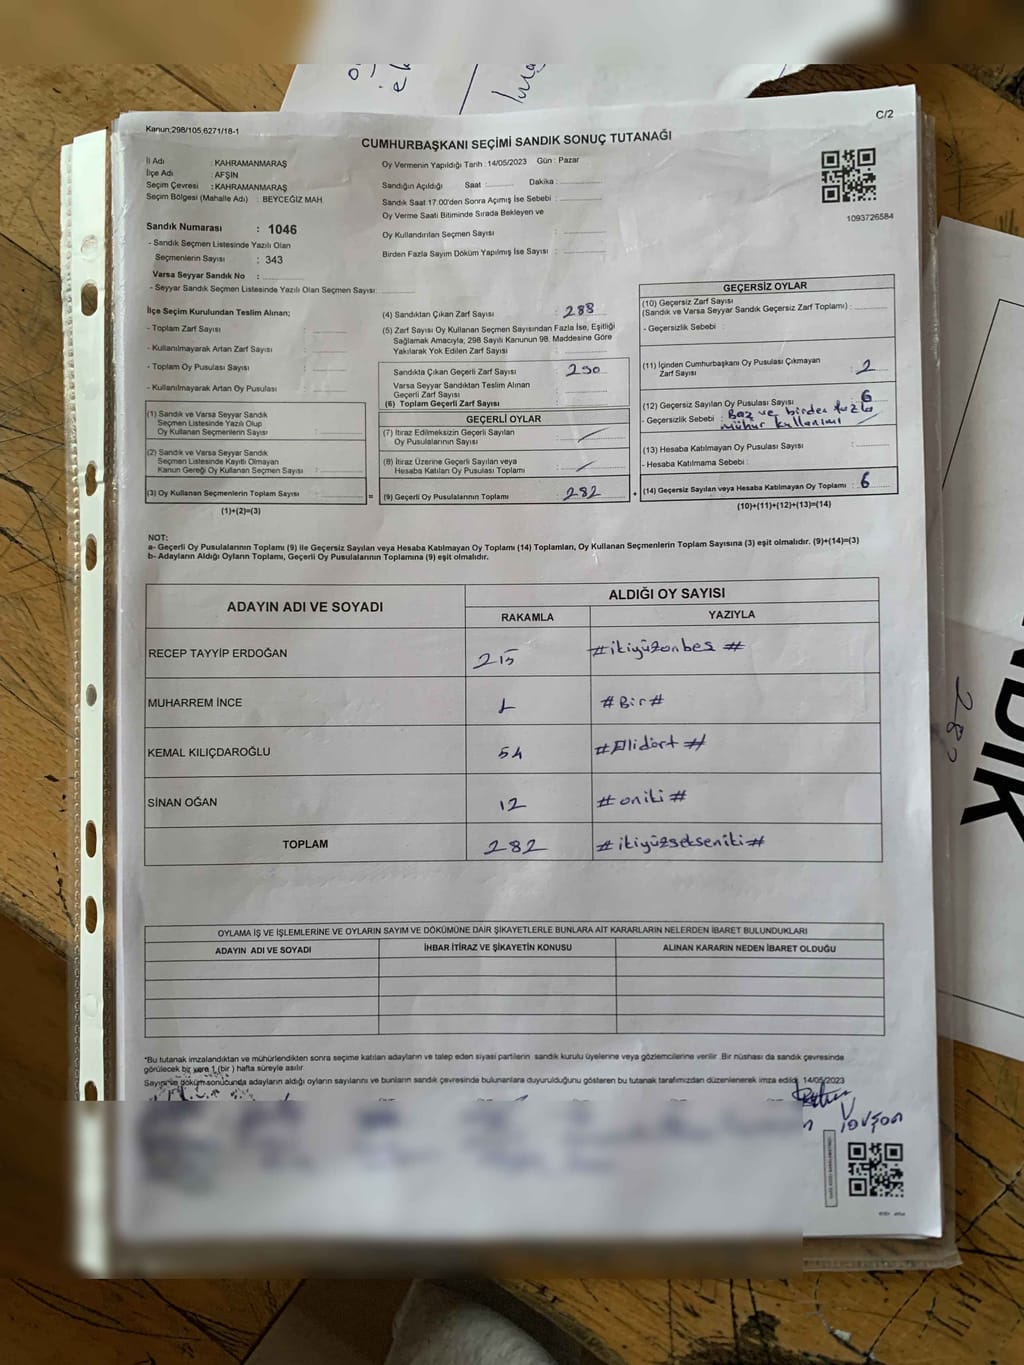 Kanun;298/105;6271/18-1
C/2
CUMHURBAŞKANI SEÇİMİ SANDIK SONUÇ TUTANAĞI
İl Adı : KAHRAMANMARAŞ
İlçe Adı : AFŞİN
Seçim Çevresi : KAHRAMANMARAŞ
Seçim Bölgesi (Mahalle Adı) : BEYCEĞİZ MAH.
Sandık Numarası : 1046
- Sandık Seçmen Listesinde Yazılı Olan
Seçmenlerin Sayısı : 343
Varsa Seyyar Sandık No :
- Seyyar Sandık Seçmen Listesinde Yazılı Olan Seçmen Sayısı:
Oy Vermenin Yapıldığı Tarih : 14/05/2023 Gün : Pazar
Sandığın Açıldığı Saat : Dakika :
Sandık Saat 17.00'den Sonra Açımış İse Sebebi :
Oy Verme Saati Bitiminde Sırada Bekleyen ve
Oy Kullandırılan Seçmen Sayısı :
Birden Fazla Sayım Döküm Yapılmış İse Sayısı :
1093726584
İlçe Seçim Kurulundan Teslim Alınan;
- Toplam Zarf Sayısı :
- Kullanılmayarak Artan Zarf Sayısı :
- Toplam Oy Pusulası Sayısı :
- Kullanılmayarak Artan Oy Pusulası
(1) Sandık ve Varsa Seyyar Sandık
Seçmen Listesinde Yazılı Olup
Oy Kullanan Seçmenlerin Sayısı :
(2) Sandık ve Varsa Seyyar Sandık
Seçmen Listesinde Kayıtlı Olmayan
Kanun Gereği Oy Kullanan Seçmen Sayısı :
(3) Oy Kullanan Seçmenlerin Toplam Sayısı :
(1)+(2)=(3)
(4) Sandıktan Çıkan Zarf Sayısı : 288
(5) Zarf Sayısı Oy Kullanan Seçmen Sayısından Fazla İse, Eşitliği
Sağlamak Amacıyla; 298 Sayılı Kanunun 98. Maddesine Göre
Yakılarak Yok Edilen Zarf Sayısı :
Sandıkta Çıkan Geçerli Zarf Sayısı : 290
Varsa Seyyar Sandıktan Teslim Alınan
Geçerli Zarf Sayısı :
(6) Toplam Geçerli Zarf Sayısı :
GEÇERLİ OYLAR
(7) İtiraz Edilmeksizin Geçerli Sayılan
Oy Pusulalarının Sayısı :
(8) İtiraz Üzerine Geçerli Sayılan veya
Hesaba Katılan Oy Pusulalarının Sayısı :
= (9) Geçerli Oy Pusulalarının Toplamı : 282 +
GEÇERSİZ OYLAR
(10) Geçersiz Zarf Sayısı
(Sandık ve Varsa Seyyar Sandık Geçersiz Zarf Toplamı) :
- Geçersizlik Sebebi :
(11) İçinden Cumhurbaşkanı Oy Pusulası Çıkmayan
Zarf Sayısı : 2
(12) Geçersiz Sayılan Oy Pusulası Sayısı : 6
- Geçersizlik Sebebi : Boş ve birden fazla
mühür kullanımı
(13) Hesaba Katılmayan Oy Pusulası Sayısı :
- Hesaba Katılmama Sebebi :
(14) Geçersiz Sayılan veya Hesaba Katılmayan Oy Toplamı : 6
(10)+(11)+(12)+(13)=(14)
NOT:
a- Geçerli Oy Pusulalarının Toplamı (9) ile Geçersiz Sayılan veya Hesaba Katılmayan Oy Toplamı (14) Toplamları, Oy Kullanan Seçmenlerin Toplam Sayısına (3) eşit olmalıdır. (9)+(14)=(3)
b- Adayların Aldığı Oyların Toplamı, Geçerli Oy Pusulalarının Toplamına (9) eşit olmalıdır.
ADAYIN ADI VE SOYADI
ALDIĞI OY SAYISI
RAKAMLA YAZIYLA
RECEP TAYYİP ERDOĞAN 215 #ikiyüzonbeş#
MUHARREM İNCE 1 #Bir#
KEMAL KILIÇDAROĞLU 54 #Ellidört#
SİNAN OĞAN 12 #oniki#
TOPLAM 282 #ikiyüzsekseniki#
OYLAMA İŞ VE İŞLEMLERİNE VE OYLARIN SAYIM VE DÖKÜMÜNE DAİR ŞİKAYETLERLE BUNLARA AİT KARARLARIN NELERDEN İBARET BULUNDUKLARI
ADAYIN ADI VE SOYADI İHBAR İTİRAZ VE ŞİKAYETİN KONUSU ALINAN KARARIN NEDEN İBARET OLDUĞU
*Bu tutanak imzalandıktan ve mühürlendikten sonra seçime katılan adayların ve talep eden siyasi partilerin sandık kurulu üyelerine veya gözlemcilerine verilir. Bir nüshası da sandık çevresinde
görülecek bir yere 1 (bir) hafta süreyle asılır.
Sayım ve döküm sonucunda adayların aldığı oyların sayılarını ve bunların sandık çevresinde bulunanlara duyurulduğunu gösteren bu tutanak tarafımızdan düzenlenerek imza edildi. 14/05/2023
282